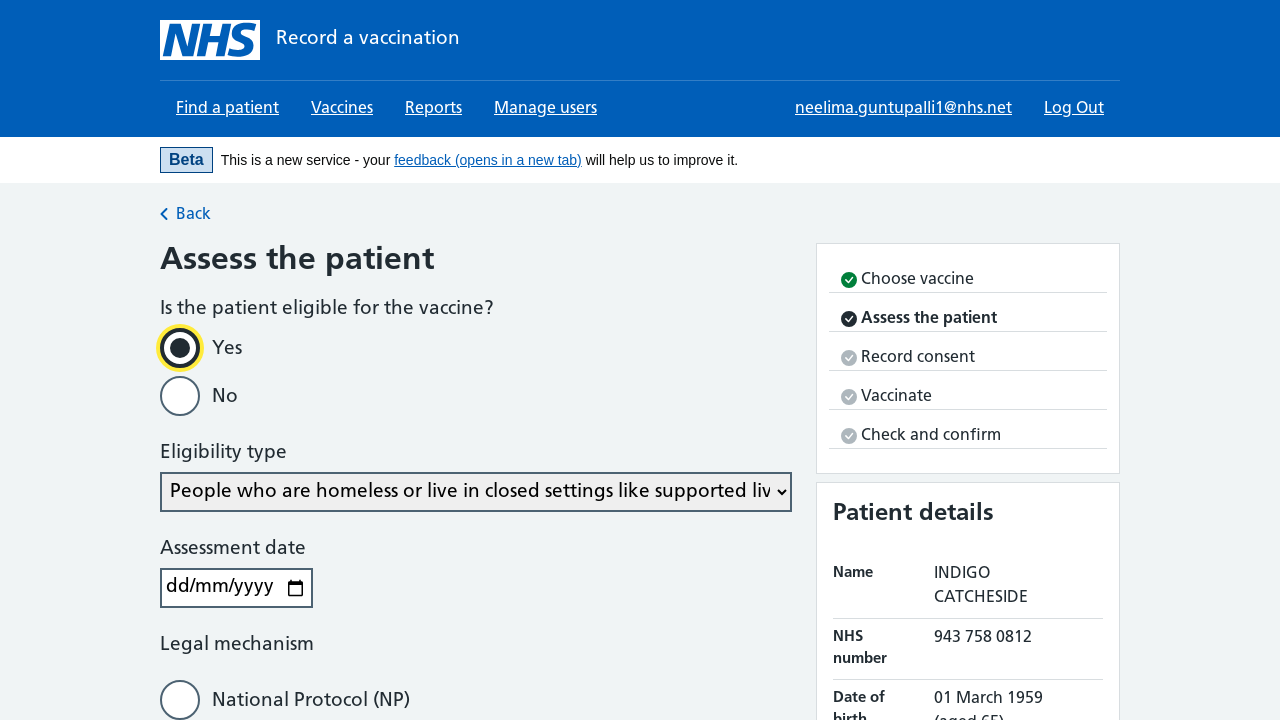 NHS Record a vaccination
Find a patient Vaccines Reports Manage users neelima.guntupalli1@nhs.net Log Out
Beta This is a new service - your feedback (opens in a new tab) will help us to improve it.
Back
Assess the patient
Is the patient eligible for the vaccine?
Yes
No
Eligibility type
People who are homeless or live in closed settings like supported liv
Assessment date
dd/mm/yyyy
Legal mechanism
National Protocol (NP)
Choose vaccine
Assess the patient
Record consent
Vaccinate
Check and confirm
Patient details
Name INDIGO
CATCHESIDE
NHS 943 758 0812
number
Date of 01 March 1959
birth (aged 65)